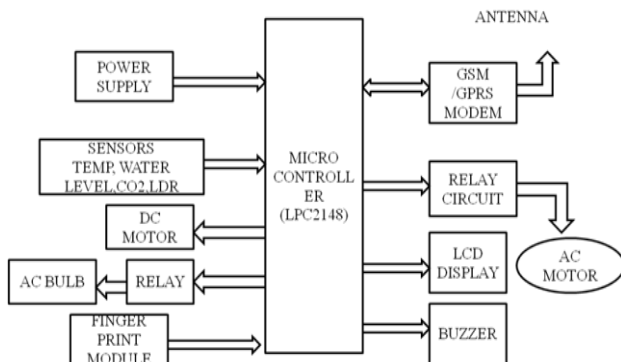 ANTENNA
POWER
SUPPLY
GSM
/GPRS
MODEM
SENSORS
TEMP, WATER
LEVEL,CO2,LDR
MICRO
CONTROLL
ER
(LPC2148)
RELAY
CIRCUIT
DC
MOTOR
LCD
DISPLAY
AC
MOTOR
AC BULB
RELAY
FINGER
PRINT
MODULE
BUZZER